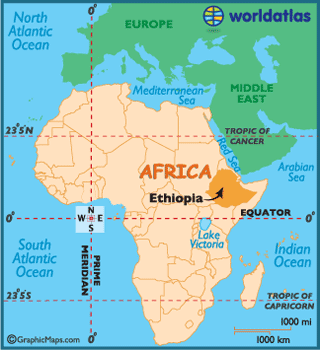 0°
North
Atlantic
Ocean
EUROPE
worldatlas
Mediterranean
Sea
MIDDLE
EAST
23°5'N
TROPIC OF
CANCER
Red Sea
AFRICA
Arabian
Sea
Ethiopia
EQUATOR
0°
0°
N
W E
S
Lake
Victoria
South
Atlantic
Ocean
Indian
Ocean
PRIME
MERIDIAN
23°5'S
TROPIC OF
CAPRICORN
1000 mi
1000 km
©GraphicMaps.com
0°